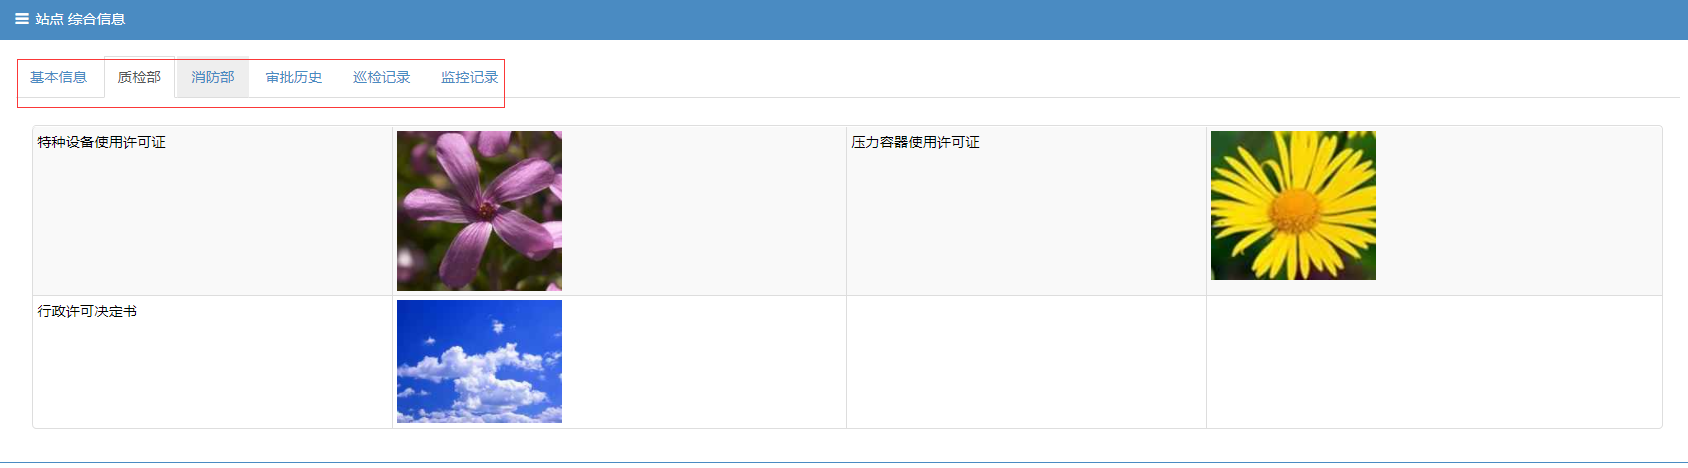 站点 综合信息
基本信息 质检部 消防部 审批历史 巡检记录 监控记录
特种设备使用许可证 压力容器使用许可证
行政许可决定书